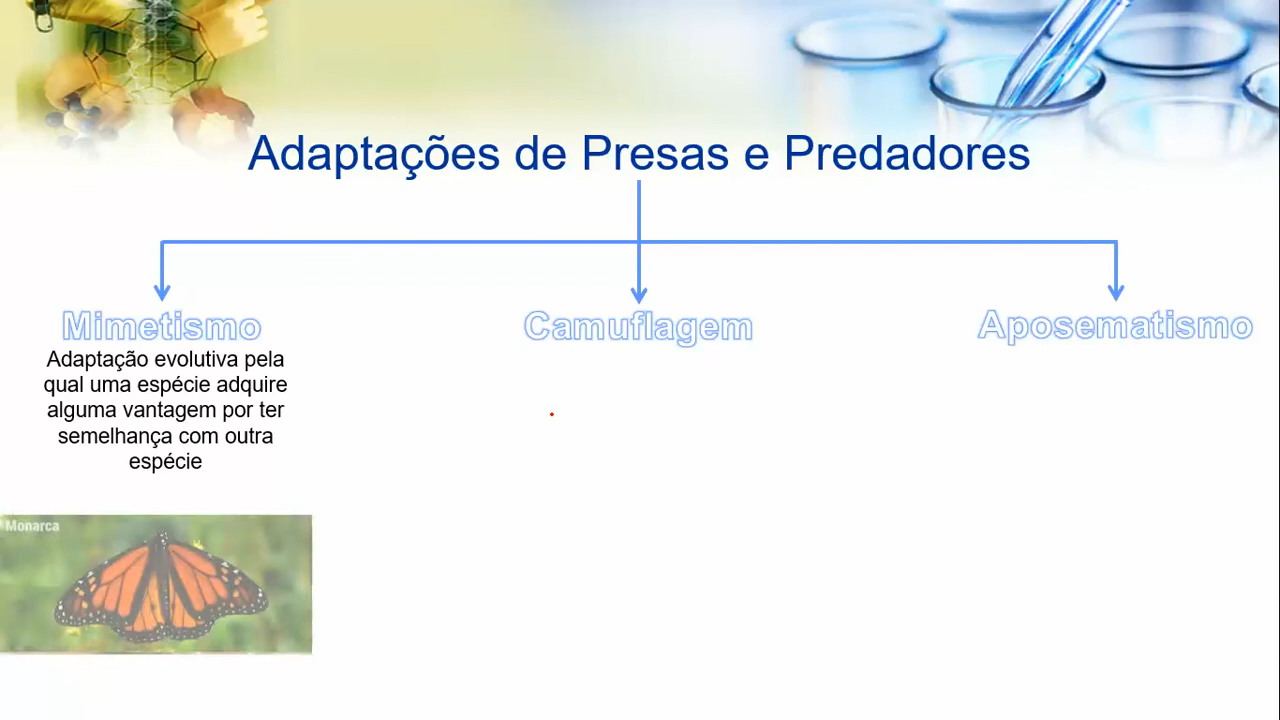 Adaptações de Presas e Predadores
Mimetismo
Camuflagem
Aposematismo
Adaptação evolutiva pela
qual uma espécie adquire
alguma vantagem por ter
semelhança com outra
espécie
Monarca